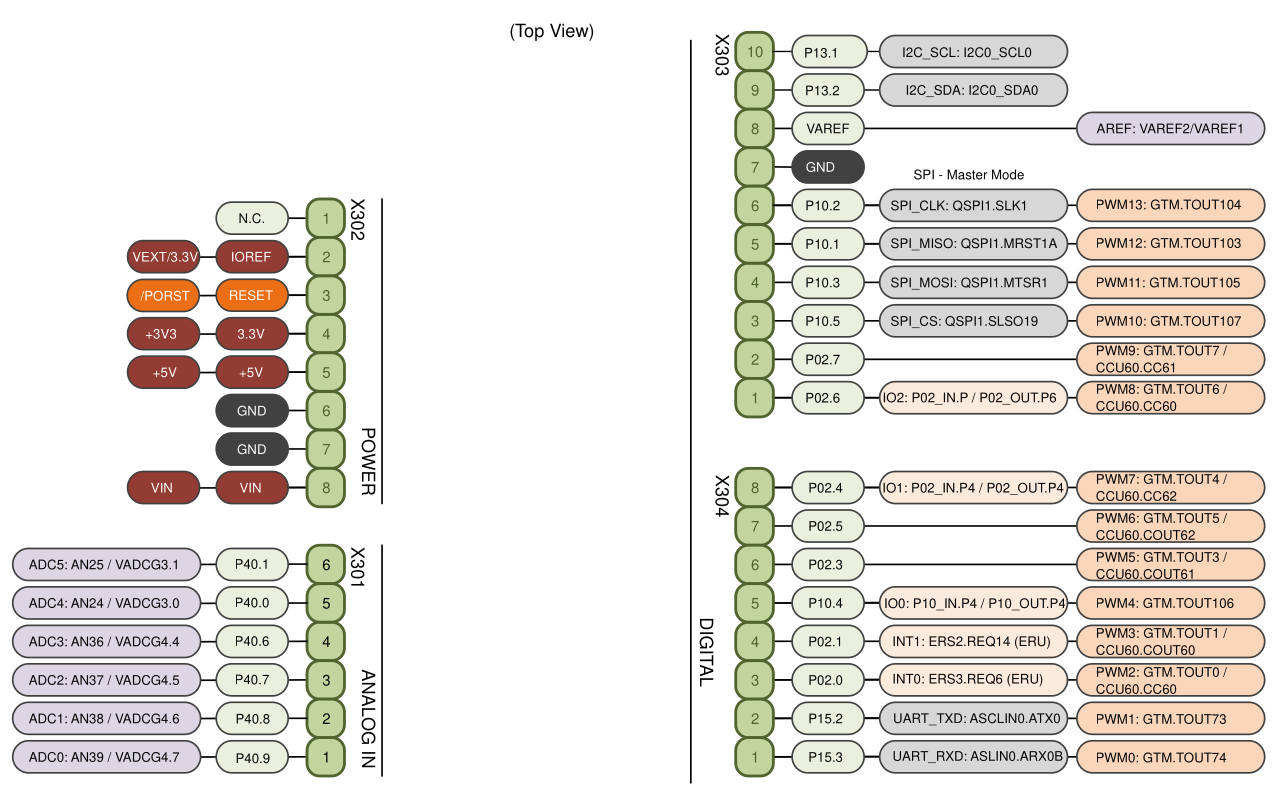 (Top View)
X302
1 N.C.
2 IOREF VEXT/3.3V
3 RESET /PORST
4 3.3V +3V3
5 +5V +5V
6 GND
7 GND
8 VIN VIN
POWER
X301
ADC5: AN25 / VADCG3.1 P40.1 6
ADC4: AN24 / VADCG3.0 P40.0 5
ADC3: AN36 / VADCG4.4 P40.6 4
ADC2: AN37 / VADCG4.5 P40.7 3
ADC1: AN38 / VADCG4.6 P40.8 2
ADC0: AN39 / VADCG4.7 P40.9 1
ANALOG IN
X303
10 P13.1 I2C_SCL: I2C0_SCL0
9 P13.2 I2C_SDA: I2C0_SDA0
8 VAREF AREF: VAREF2/VAREF1
7 GND
SPI - Master Mode
6 P10.2 SPI_CLK: QSPI1.SLK1 PWM13: GTM.TOUT104
5 P10.1 SPI_MISO: QSPI1.MRST1A PWM12: GTM.TOUT103
4 P10.3 SPI_MOSI: QSPI1.MTSR1 PWM11: GTM.TOUT105
3 P10.5 SPI_CS: QSPI1.SLSO19 PWM10: GTM.TOUT107
2 P02.7 PWM9: GTM.TOUT7 /
CCU60.CC61
1 P02.6 IO2: P02_IN.P / P02_OUT.P6 PWM8: GTM.TOUT6 /
CCU60.CC60
X304
8 P02.4 IO1: P02_IN.P4 / P02_OUT.P4 PWM7: GTM.TOUT4 /
CCU60.CC62
7 P02.5 PWM6: GTM.TOUT5 /
CCU60.COUT62
6 P02.3 PWM5: GTM.TOUT3 /
CCU60.COUT61
5 P10.4 IO0: P10_IN.P4 / P10_OUT.P4 PWM4: GTM.TOUT106
4 P02.1 INT1: ERS2.REQ14 (ERU) PWM3: GTM.TOUT1 /
CCU60.COUT60
3 P02.0 INT0: ERS3.REQ6 (ERU) PWM2: GTM.TOUT0 /
CCU60.CC60
2 P15.2 UART_TXD: ASCLIN0.ATX0 PWM1: GTM.TOUT73
1 P15.3 UART_RXD: ASLIN0.ARX0B PWM0: GTM.TOUT74
DIGITAL